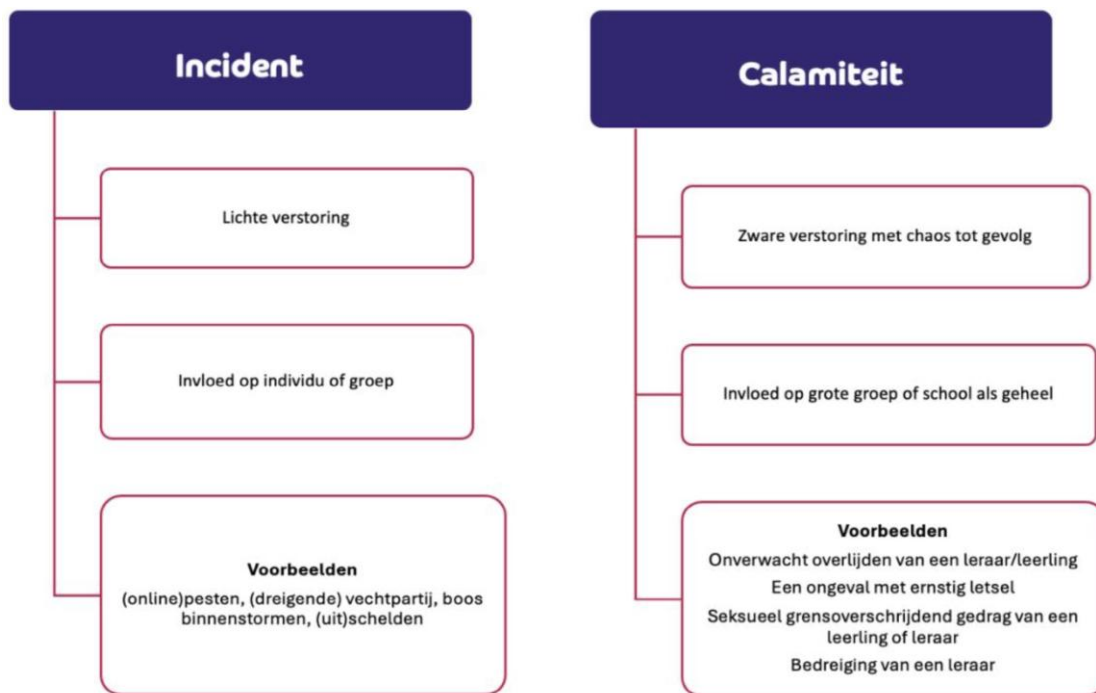 Incident
Lichte verstoring
Invloed op individu of groep
Voorbeelden
(online)pesten, (dreigende) vechtpartij, boos
binnenstormen, (uit)schelden
Calamiteit
Zware verstoring met chaos tot gevolg
Invloed op grote groep of school als geheel
Voorbeelden
Onverwacht overlijden van een leraar/leerling
Een ongeval met ernstig letsel
Seksueel grensoverschrijdend gedrag van een
leerling of leraar
Bedreiging van een leraar